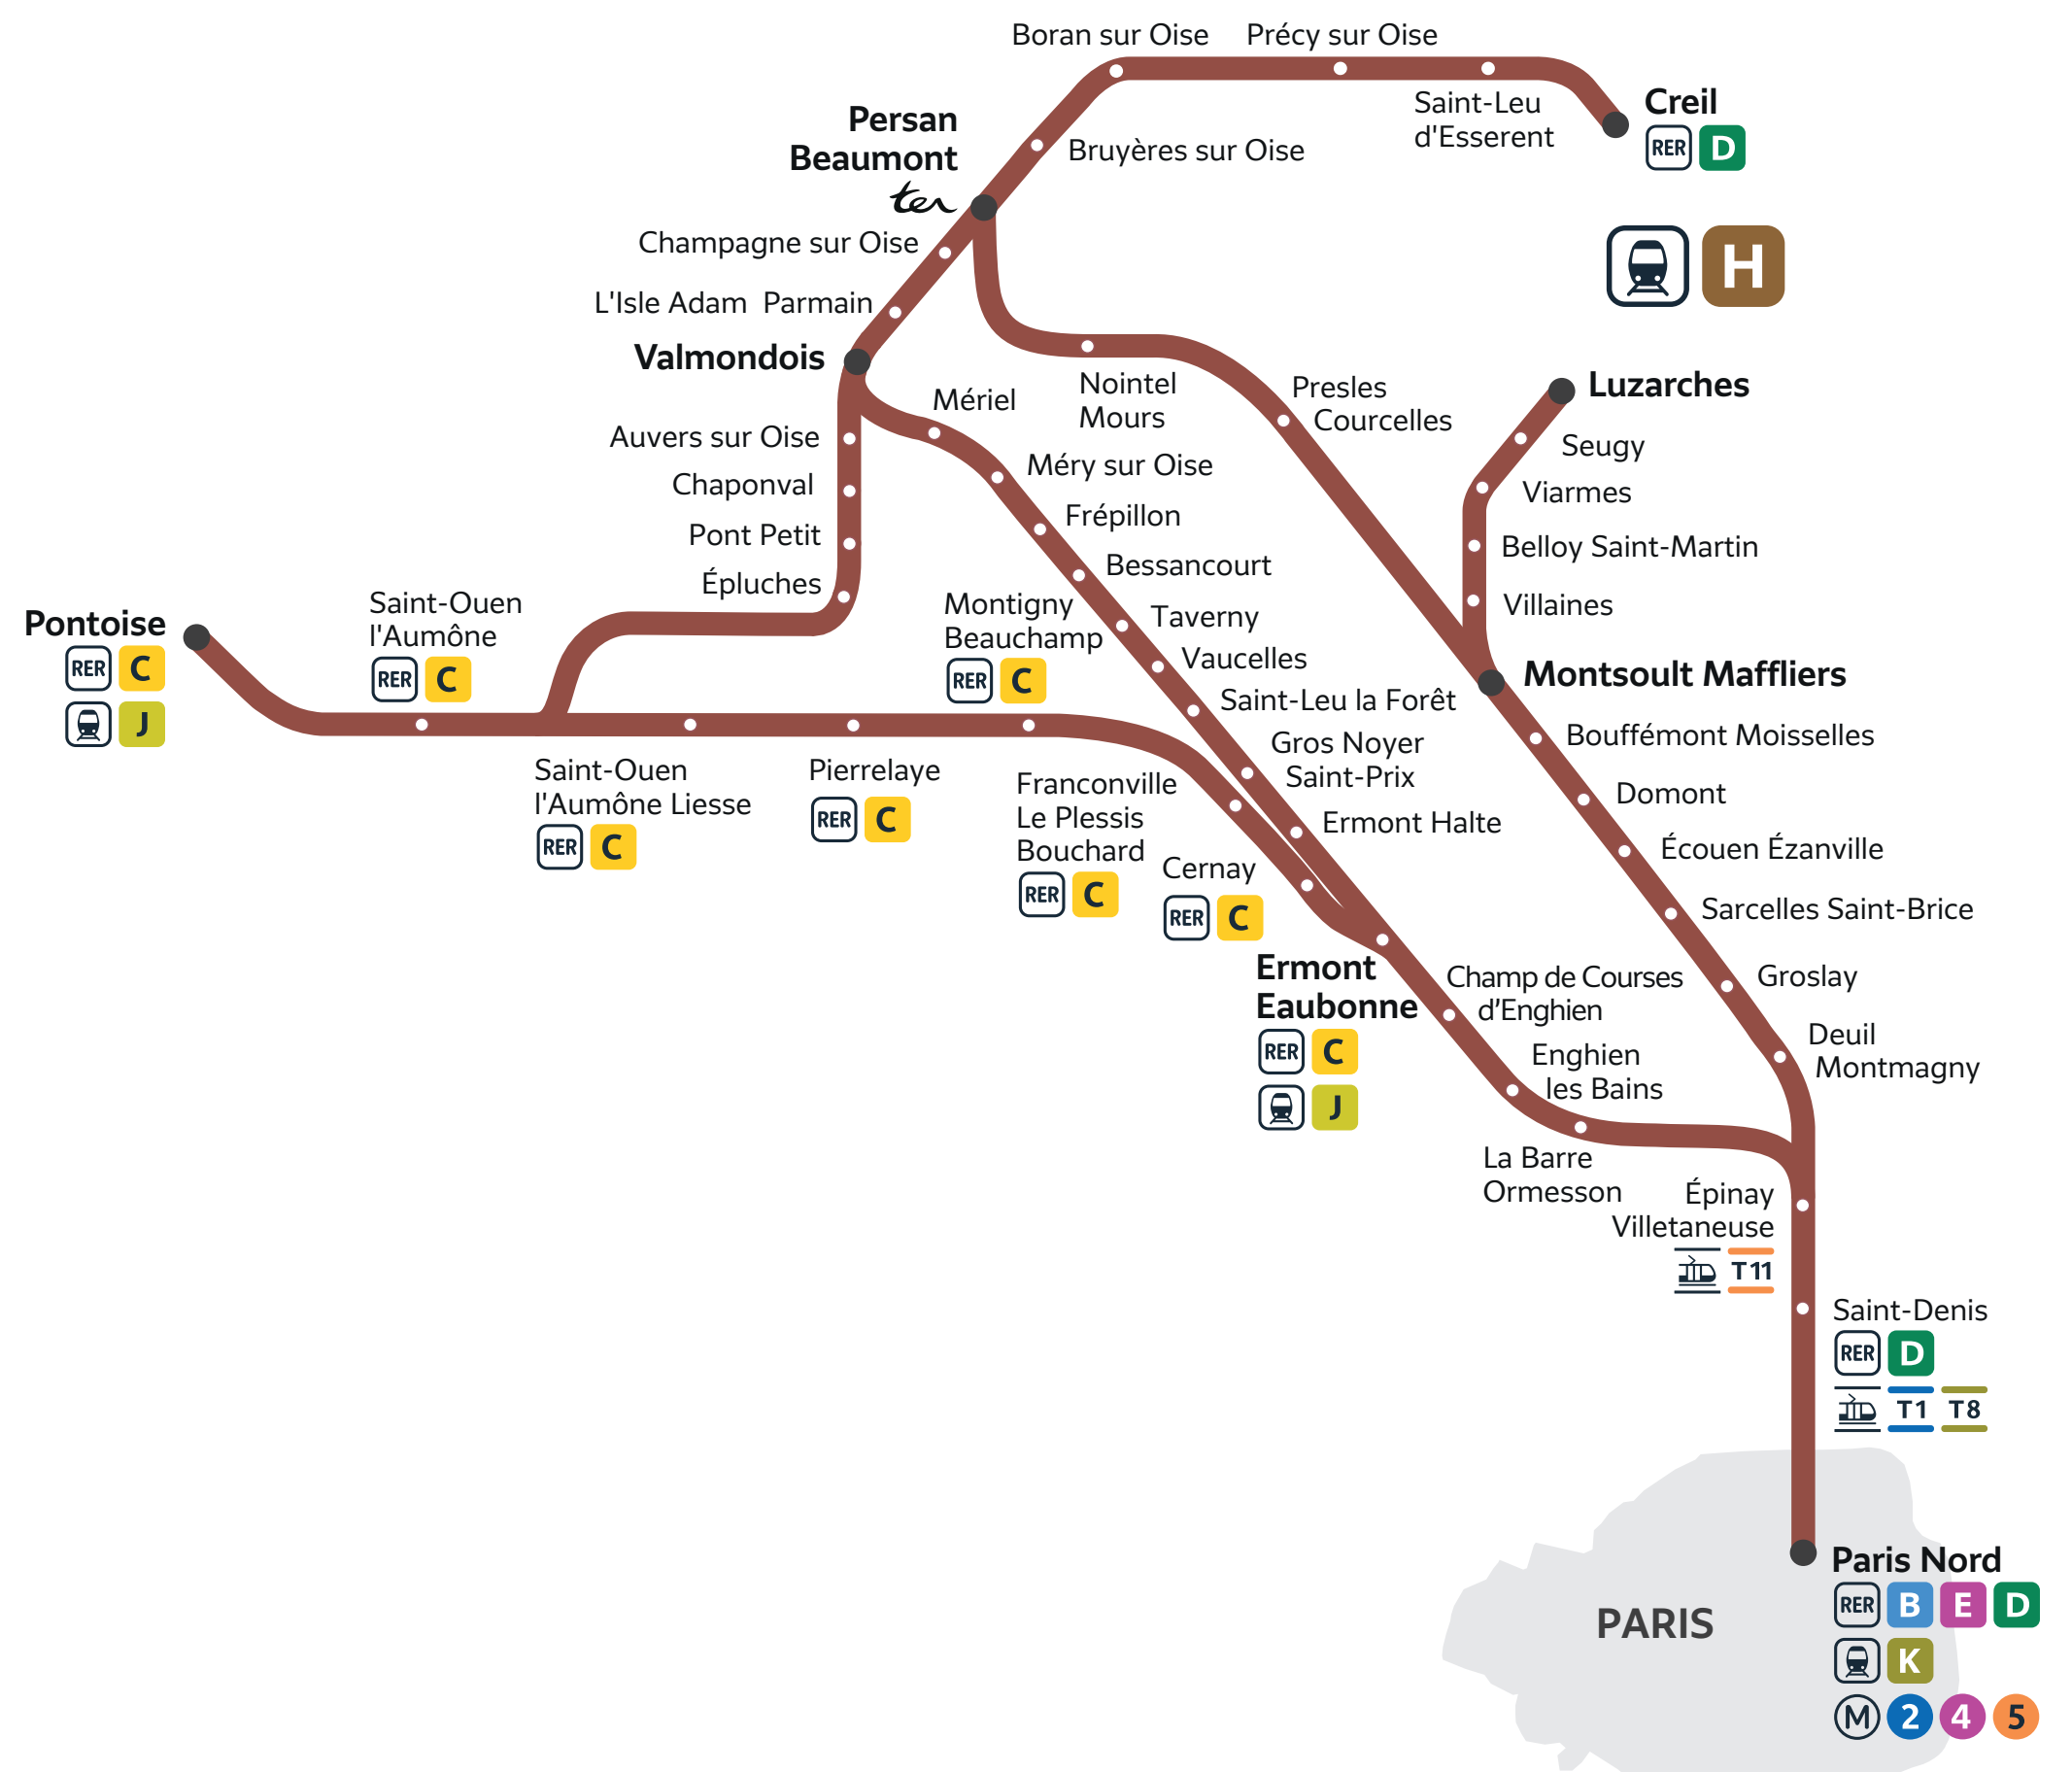 Boran sur Oise
Précy sur Oise
Saint-Leu
d'Esserent
Creil
RER D
Persan
Beaumont
ter
Bruyères sur Oise
Champagne sur Oise
L'Isle Adam Parmain
H
Valmondois
Mériel
Nointel
Mours
Presles
Courcelles
Luzarches
Auvers sur Oise
Seugy
Chaponval
Méry sur Oise
Viarmes
Pont Petit
Frépillon
Belloy Saint-Martin
Épluches
Bessancourt
Villaines
Pontoise
RER C
J
Saint-Ouen
l'Aumône
RER C
Montigny
Beauchamp
RER C
Taverny
Vaucelles
Montsoult Maffliers
Saint-Leu la Forêt
Bouffémont Moisselles
Gros Noyer
Saint-Prix
Saint-Ouen
l'Aumône Liesse
RER C
Pierrelaye
RER C
Franconville
Le Plessis
Bouchard
RER C
Domont
Ermont Halte
Écouen Ézanville
Cernay
RER C
Sarcelles Saint-Brice
Ermont
Eaubonne
RER C
J
Champ de Courses
d'Enghien
Groslay
Enghien
les Bains
Deuil
Montmagny
La Barre
Ormesson
Épinay
Villetaneuse
T11
Saint-Denis
RER D
T1 T8
Paris Nord
RER B E D
K
M 2 4 5
PARIS